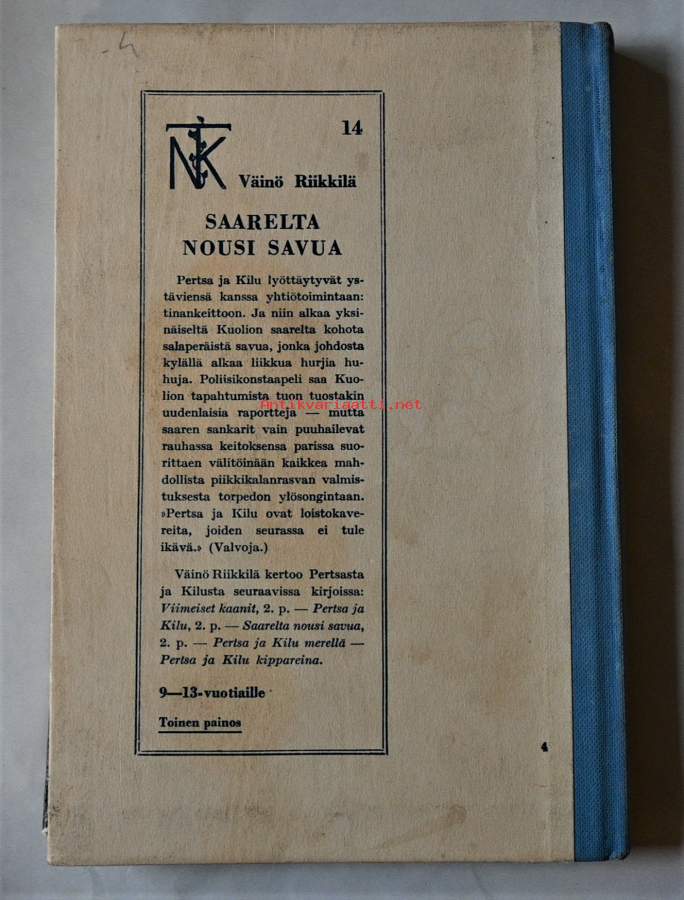 14
NTK
Väinö Riikkilä
SAARELTA
NOUSI SAVUA
Pertsa ja Kilu lyöttäytyvät ys-
täviensä kanssa yhtiötoimintaan:
tinankeittoon. Ja niin alkaa yksi-
näiseltä Kuolion saarelta kohota
salaperäistä savua, jonka johdosta
kylällä alkaa liikkua hurjia hu-
huja. Poliisikonstaapeli saa Kuo-
lion tapahtumista tuon tuostakin
Antikvariaatti.net
uudenlaisia raportteja — mutta
saaren sankarit vain puuhailevat
rauhassa keitoksensa parissa suo-
rittaen välitöinään kaikkea mah-
dollista piikkikalanrasvan valmis-
tuksesta torpedon ylösongintaan.
»Pertsa ja Kilu ovat loistokave-
reita, joiden seurassa ei tule
ikävä.» (Valvoja.)
Väinö Riikkilä kertoo Pertsasta
ja Kilusta seuraavissa kirjoissa:
Viimeiset kaanit, 2. p. — Pertsa ja
Kilu, 2. p. — Saarelta nousi savua,
2. p. — Pertsa ja Kilu merellä —
Pertsa ja Kilu kippareina.
9—13-vuotiaille
Toinen painos
4